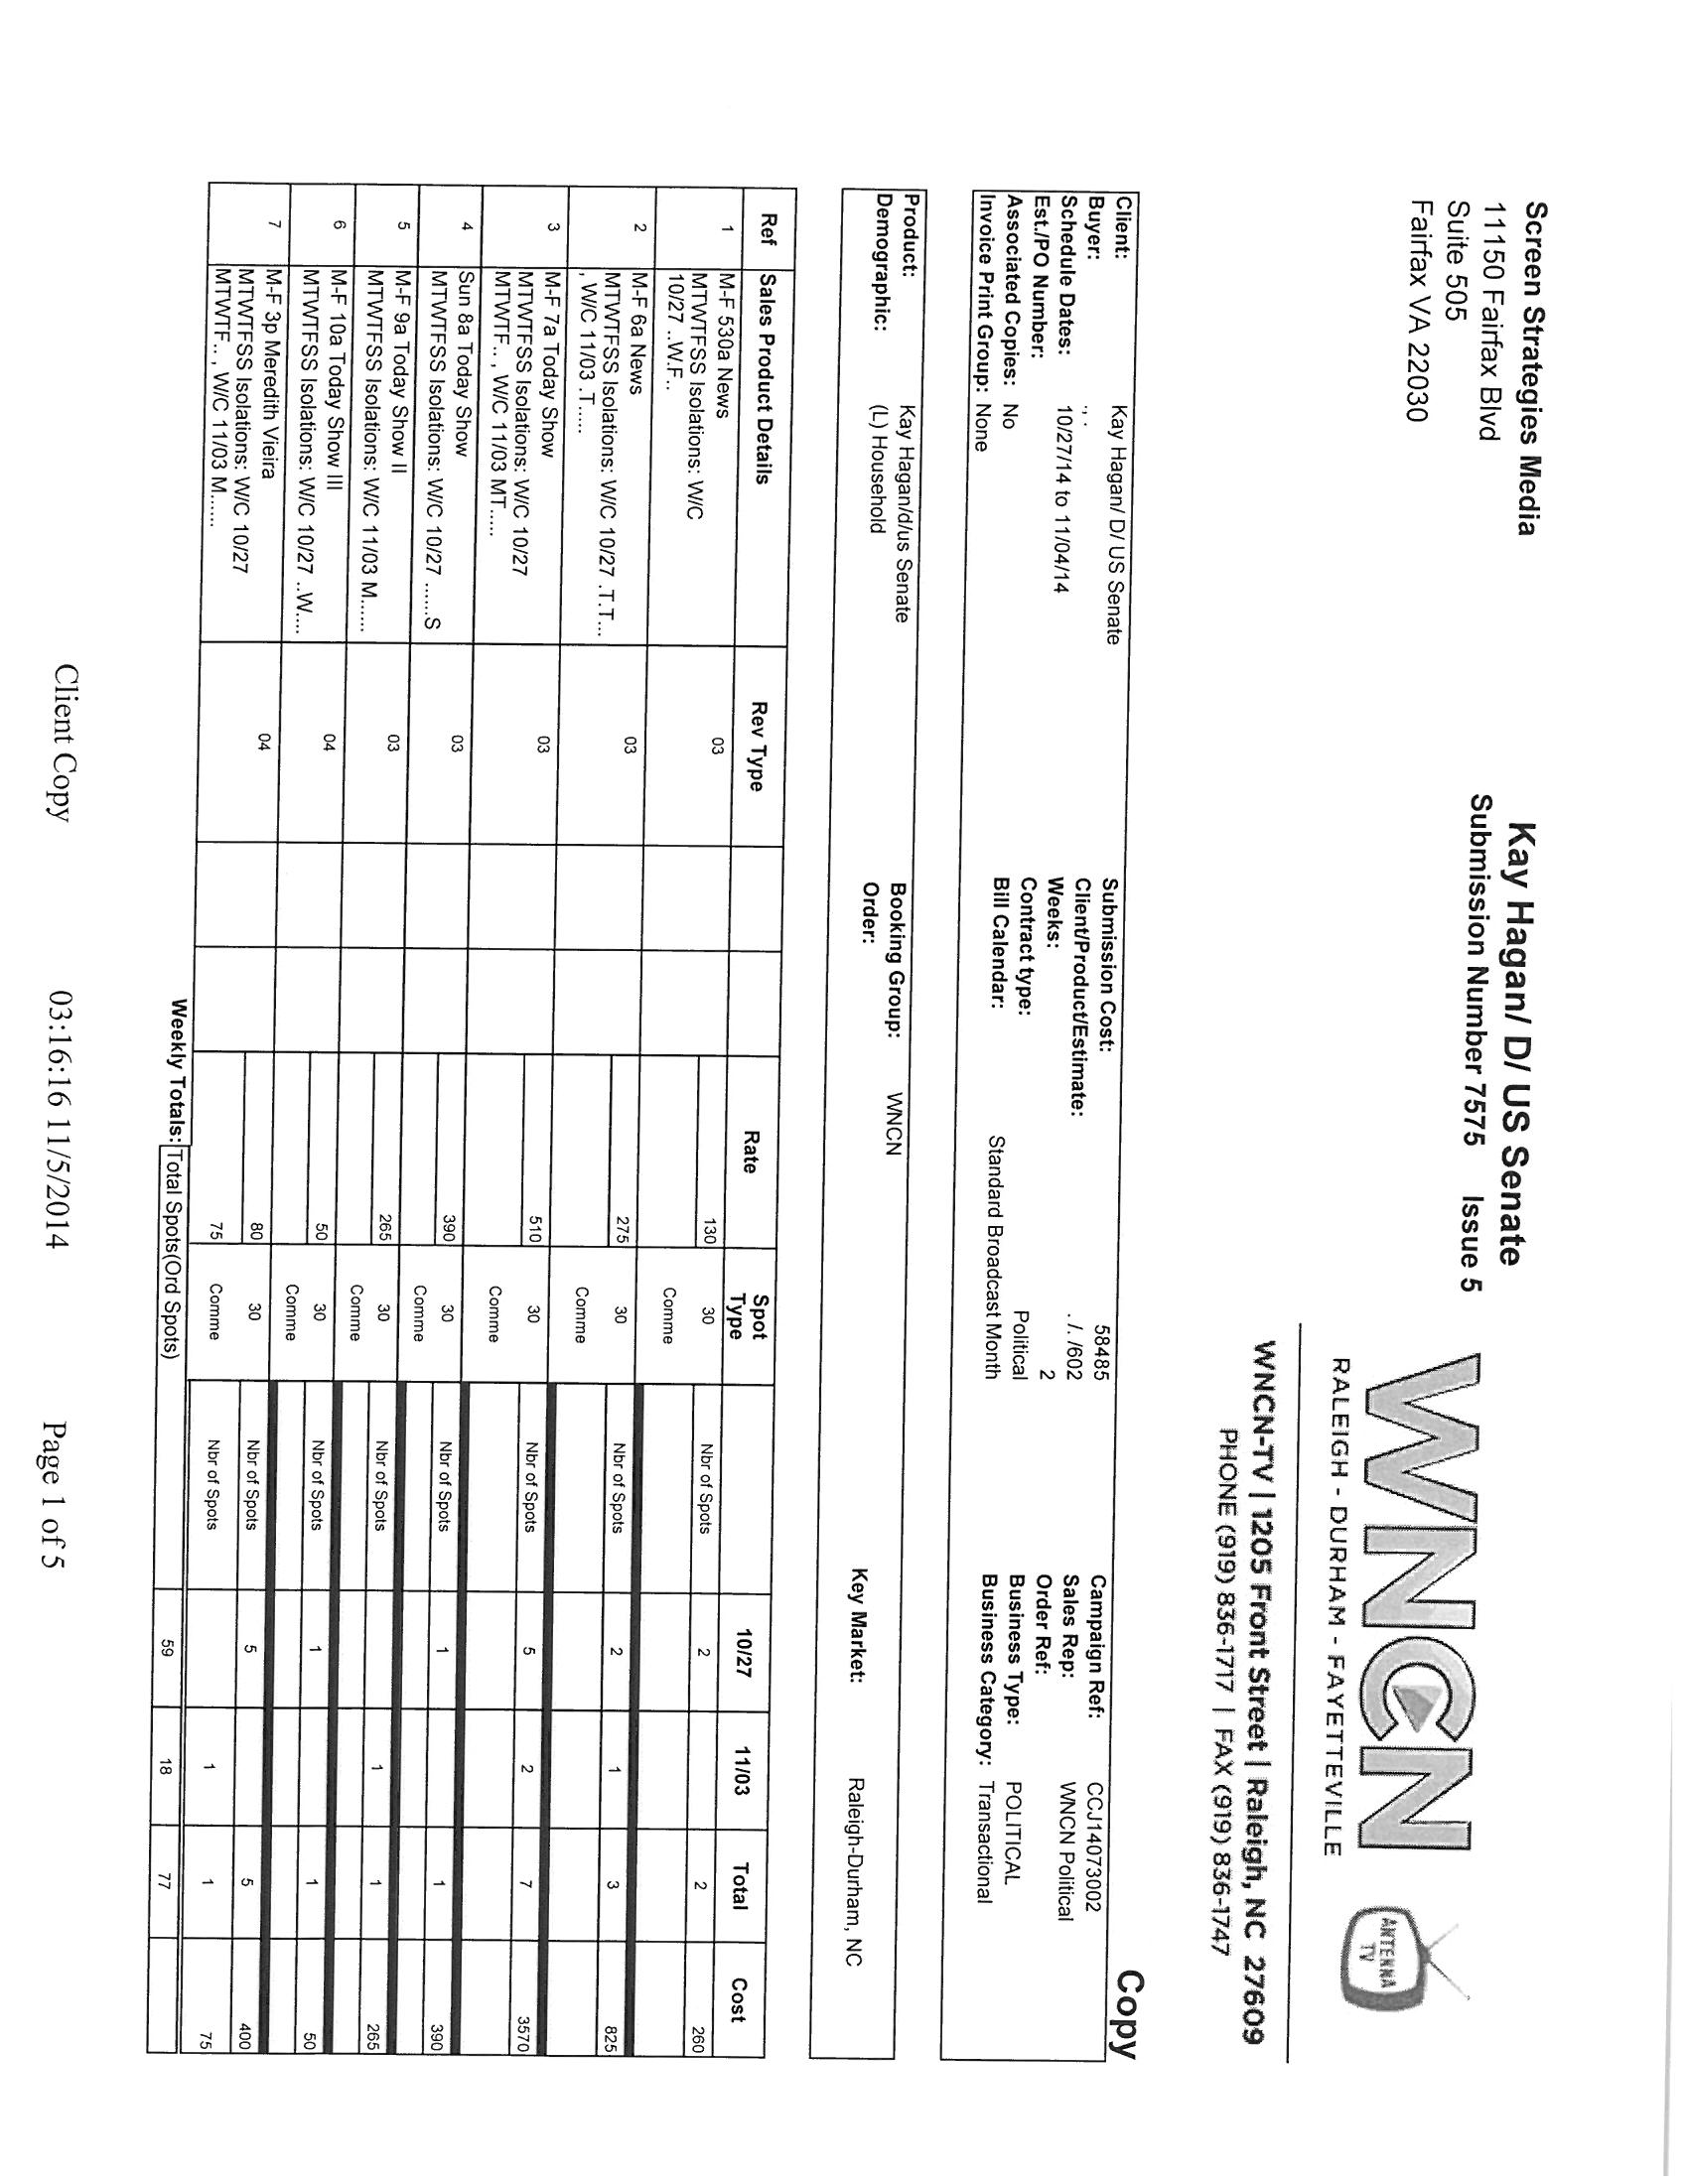 Screen Strategies Media
11150 Fairfax Blvd
Suite 505
Fairfax VA 22030
Kay Hagan/ D/ US Senate
Submission Number 7575 Issue 5
WNCN
RALEIGH - DURHAM - FAYETTEVILLE
ANTENNA
TV
WNCN-TV | 1205 Front Street | Raleigh, NC 27609
PHONE (919) 836-1717 | FAX (919) 836-1747
Copy
Client: Kay Hagan/ D/ US Senate Submission Cost: 58485 Campaign Ref: CCJ14073002
Buyer: ., . Client/Product/Estimate: . /. /602 Sales Rep: WNCN Political
Schedule Dates: 10/27/14 to 11/04/14 Weeks: 2 Order Ref:
Est./PO Number: Contract type: Political Business Type: POLITICAL
Associated Copies: No Bill Calendar: Standard Broadcast Month Business Category: Transactional
Invoice Print Group: None
Product: Kay Hagan/d/us Senate Booking Group: WNCN
Demographic: (L) Household Order: Key Market: Raleigh-Durham, NC
Ref Sales Product Details Rev Type Rate Spot Type 10/27 11/03 Total Cost
1 M-F 530a News 03 130 30 Nbr of Spots 2 2 260
MTWTFSS Isolations: W/C Comme
10/27 ..W.F..
2 M-F 6a News 03 275 30 Nbr of Spots 2 1 3 825
MTWTFSS Isolations: W/C 10/27 .T.T... Comme
, W/C 11/03 .T.....
3 M-F 7a Today Show 03 510 30 Nbr of Spots 5 2 7 3570
MTWTFSS Isolations: W/C 10/27 Comme
MTWTF.. , W/C 11/03 MT.....
4 Sun 8a Today Show 03 390 30 Nbr of Spots 1 1 390
MTWTFSS Isolations: W/C 10/27 ......S Comme
5 M-F 9a Today Show II 03 265 30 Nbr of Spots 1 1 265
MTWTFSS Isolations: W/C 11/03 M...... Comme
6 M-F 10a Today Show III 04 50 30 Nbr of Spots 1 1 50
MTWTFSS Isolations: W/C 10/27 ..W.... Comme
7 M-F 3p Meredith Vieira 04 80 30 Nbr of Spots 5 5 400
MTWTFSS Isolations: W/C 10/27
MTWTF.. , W/C 11/03 M...... 75 Comme Nbr of Spots 1 1 75
Weekly Totals: Total Spots(Ord Spots) 59 18 77
Client Copy 03:16:16 11/5/2014 Page 1 of 5